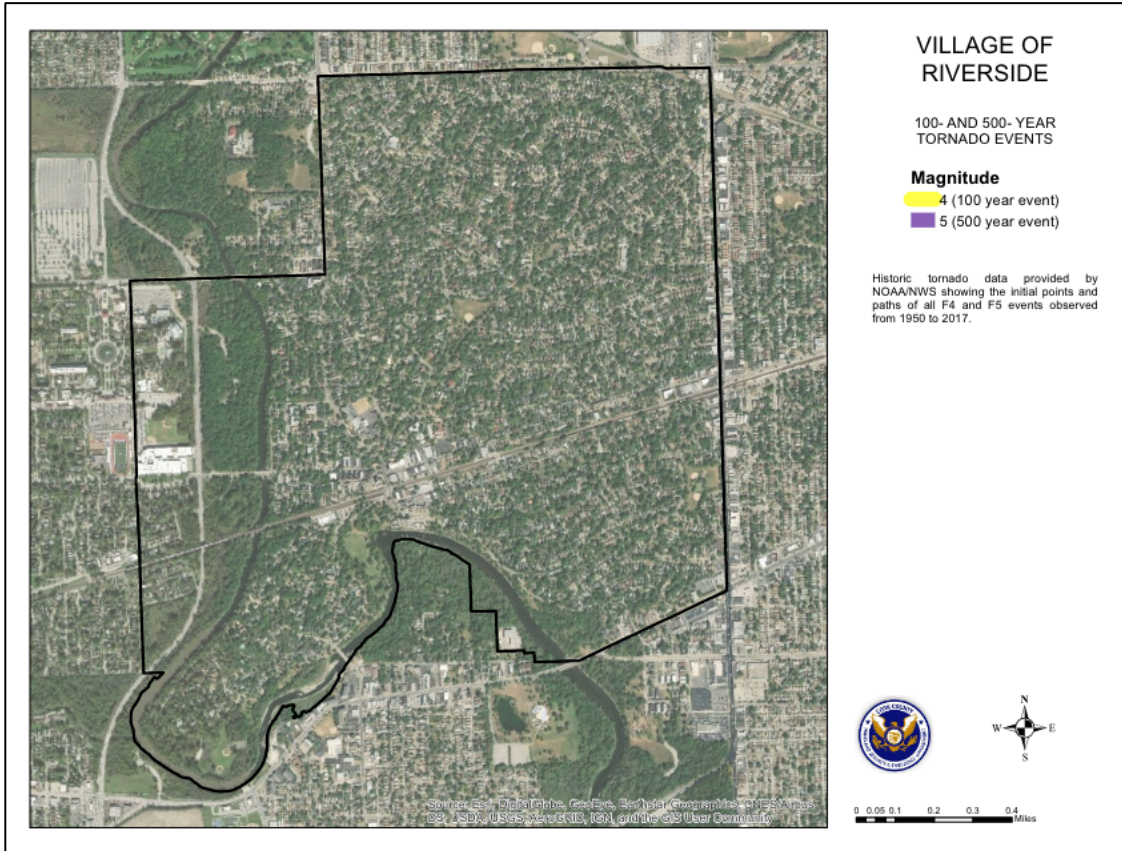 VILLAGE OF
RIVERSIDE
100- AND 500- YEAR
TORNADO EVENTS
Magnitude
4 (100 year event)
5 (500 year event)
Historic tornado data provided by
NOAA/NWS showing the initial points and
paths of all F4 and F5 events observed
from 1950 to 2017.
N
W E
S
0 0.05 0.1 0.2 0.3 0.4
Miles
Source: Esri, DigitalGlobe, GeoEye, Earthstar Geographics, CNES/Airbus
DS, USDA, USGS, AeroGRID, IGN, and the GIS User Community